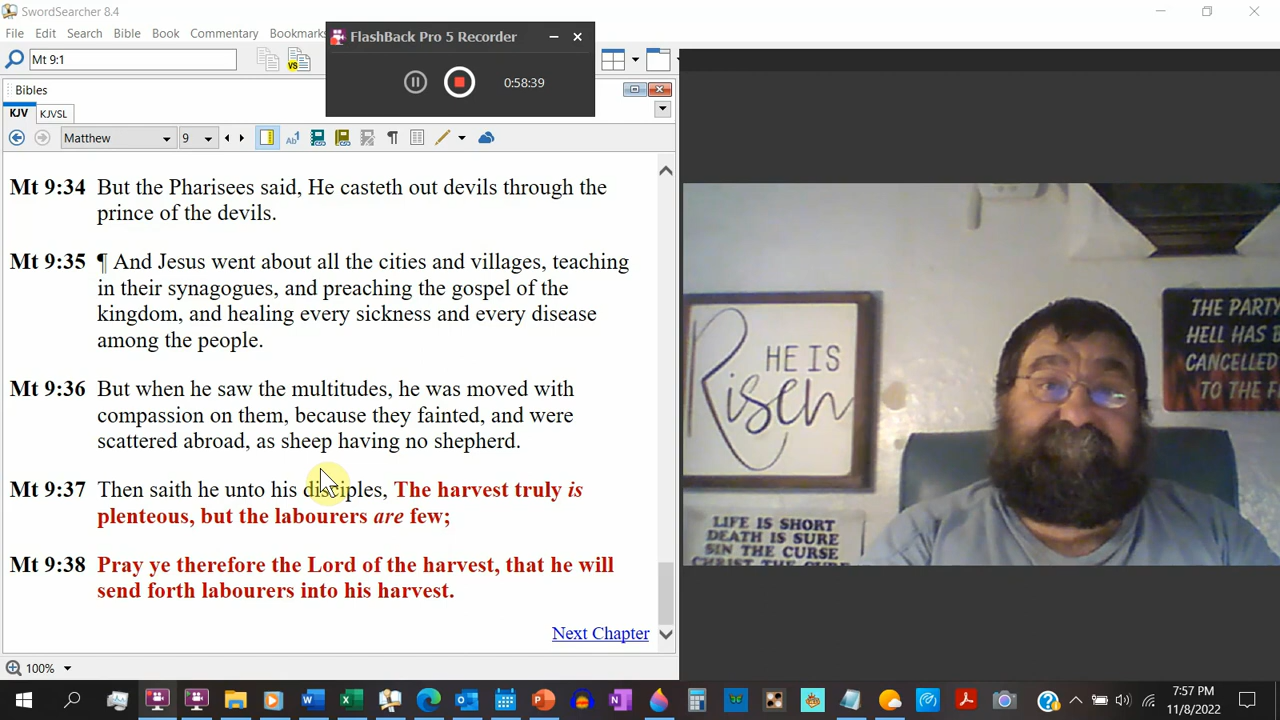 SwordSearcher 8.4
File Edit Search Bible Book Commentary Bookmarks
FlashBack Pro 5 Recorder
0:58:39
Mt 9:1
VS
Bibles
KJV KJVSL
Matthew 9
Mt 9:34 But the Pharisees said, He casteth out devils through the
prince of the devils.
Mt 9:35 ¶ And Jesus went about all the cities and villages, teaching
in their synagogues, and preaching the gospel of the
kingdom, and healing every sickness and every disease
among the people.
Mt 9:36 But when he saw the multitudes, he was moved with
compassion on them, because they fainted, and were
scattered abroad, as sheep having no shepherd.
Mt 9:37 Then saith he unto his disciples, The harvest truly is
plenteous, but the labourers are few;
Mt 9:38 Pray ye therefore the Lord of the harvest, that he will
send forth labourers into his harvest.
Next Chapter
100%
HE IS
Risen
THE PARTY
HELL HAS
CANCELLED
TO THE
LIFE IS SHORT
DEATH IS SURE
SIN THE CURSE
CHRIST THE CURE
7:57 PM
11/8/2022